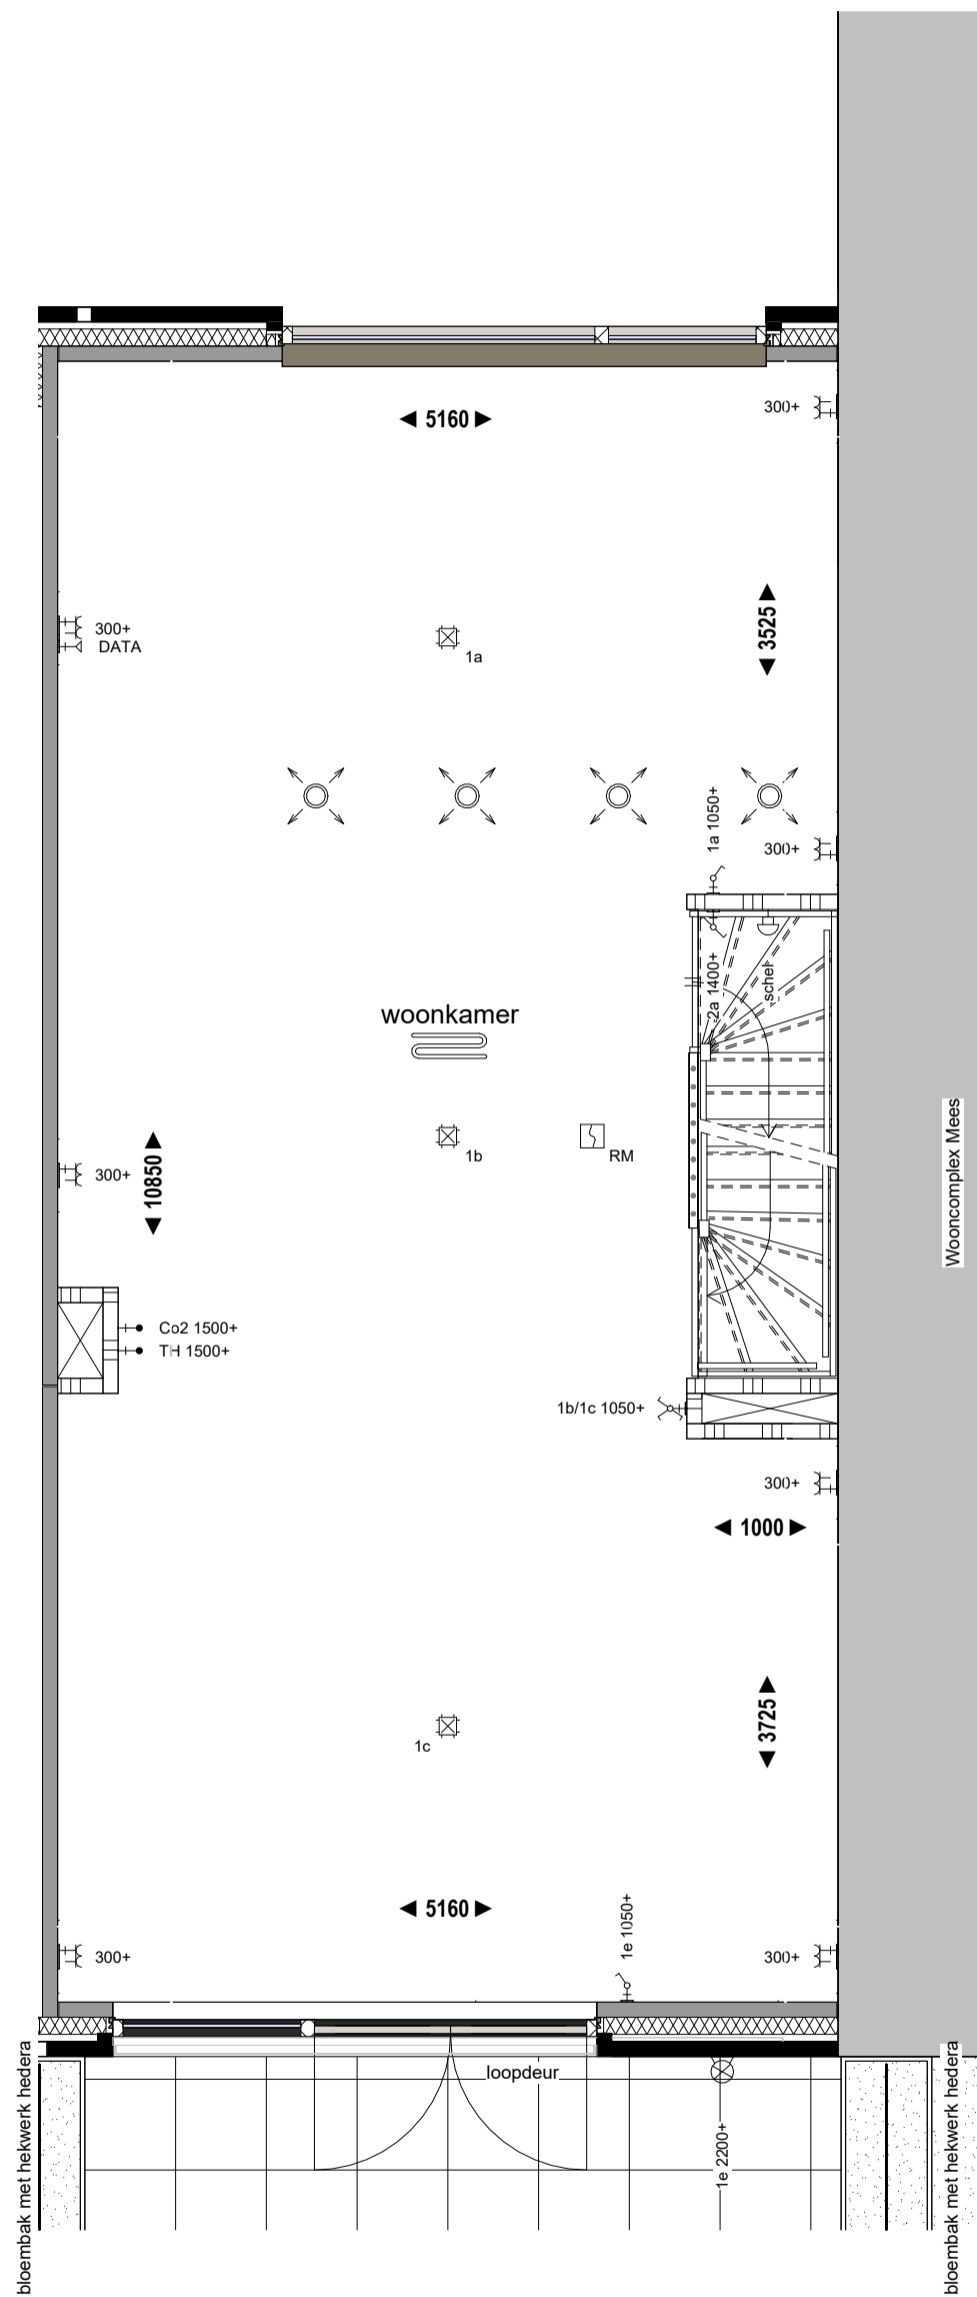 5160
300+
3525
300+
DATA
1a
1a 1050+
300+
2a 1400+
schel
woonkamer
1b
RM
300+
10850
Wooncomplex Mees
Co2 1500+
TH 1500+
1b/1c 1050+
300+
1000
3725
1c
5160
1e 1050+
300+
300+
loopdeur
1e 2200+
bloembak met hekwerk hedera
bloembak met hekwerk hedera